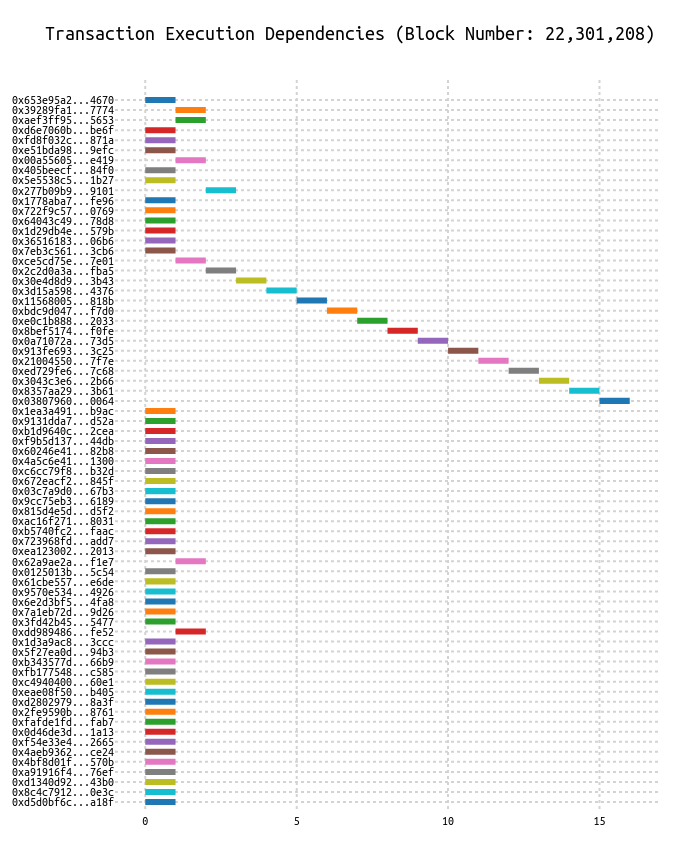 Transaction Execution Dependencies (Block Number: 22,301,208)
0x653e95a2...4670
0x39289fa1...7774
0xaef3ff95...5653
0xd6e7060b...be6f
0xfd8f032c...871a
0xe51bda98...9efc
0x00a55605...e419
0x405beecf...84f0
0x5e5538c5...1b27
0x277b09b9...9101
0x1778aba7...fe96
0x722f9c57...0769
0x64043c49...78d8
0x1d29db4e...579b
0x36516183...06b6
0x7eb3c561...3cb6
0xce5cd75e...7e01
0x2c2d0a3a...fba5
0x30e4d8d9...3b43
0x3d15a598...4376
0x11568005...818b
0xbdc9d047...f7d0
0xe0c1b888...2033
0x8bef5174...f0fe
0x0a71072a...73d5
0x913fe693...3c25
0x21004550...7f7e
0xed729fe6...7c68
0x3043c3e6...2b66
0x8357aa29...3b61
0x03807960...0064
0x1ea3a491...b9ac
0x9131dda7...d52a
0xb1d9640c...2cea
0xf9b5d137...44db
0x60246e41...82b8
0x4a5c6e41...1300
0xc6cc79f8...b32d
0x672eacf2...845f
0x03c7a9d0...67b3
0x9cc75eb3...6189
0x815d4e5d...d5f2
0xac16f271...8031
0xb5740fc2...faac
0x723968fd...add7
0xea123002...2013
0x62a9ae2a...f1e7
0x0125013b...5c54
0x61cbe557...e6de
0x9570e534...4926
0x6e2d3bf5...4fa8
0x7a1eb72d...9d26
0x3fd42b45...5477
0xdd989486...fe52
0x1d3a9ac8...3ccc
0x5f27ea0d...94b3
0xb343577d...66b9
0xfb177548...c585
0xc4940400...60e1
0xeae08f50...b405
0xd2802979...8a3f
0x2fe9590b...8761
0xfafde1fd...fab7
0x0d46de3d...1a13
0xf54e33e4...2665
0x4aeb9362...ce24
0x4bf8d01f...570b
0xa91916f4...76ef
0xd1340d92...43b0
0x8c4c7912...0e3c
0xd5d0bf6c...a18f
0 5 10 15